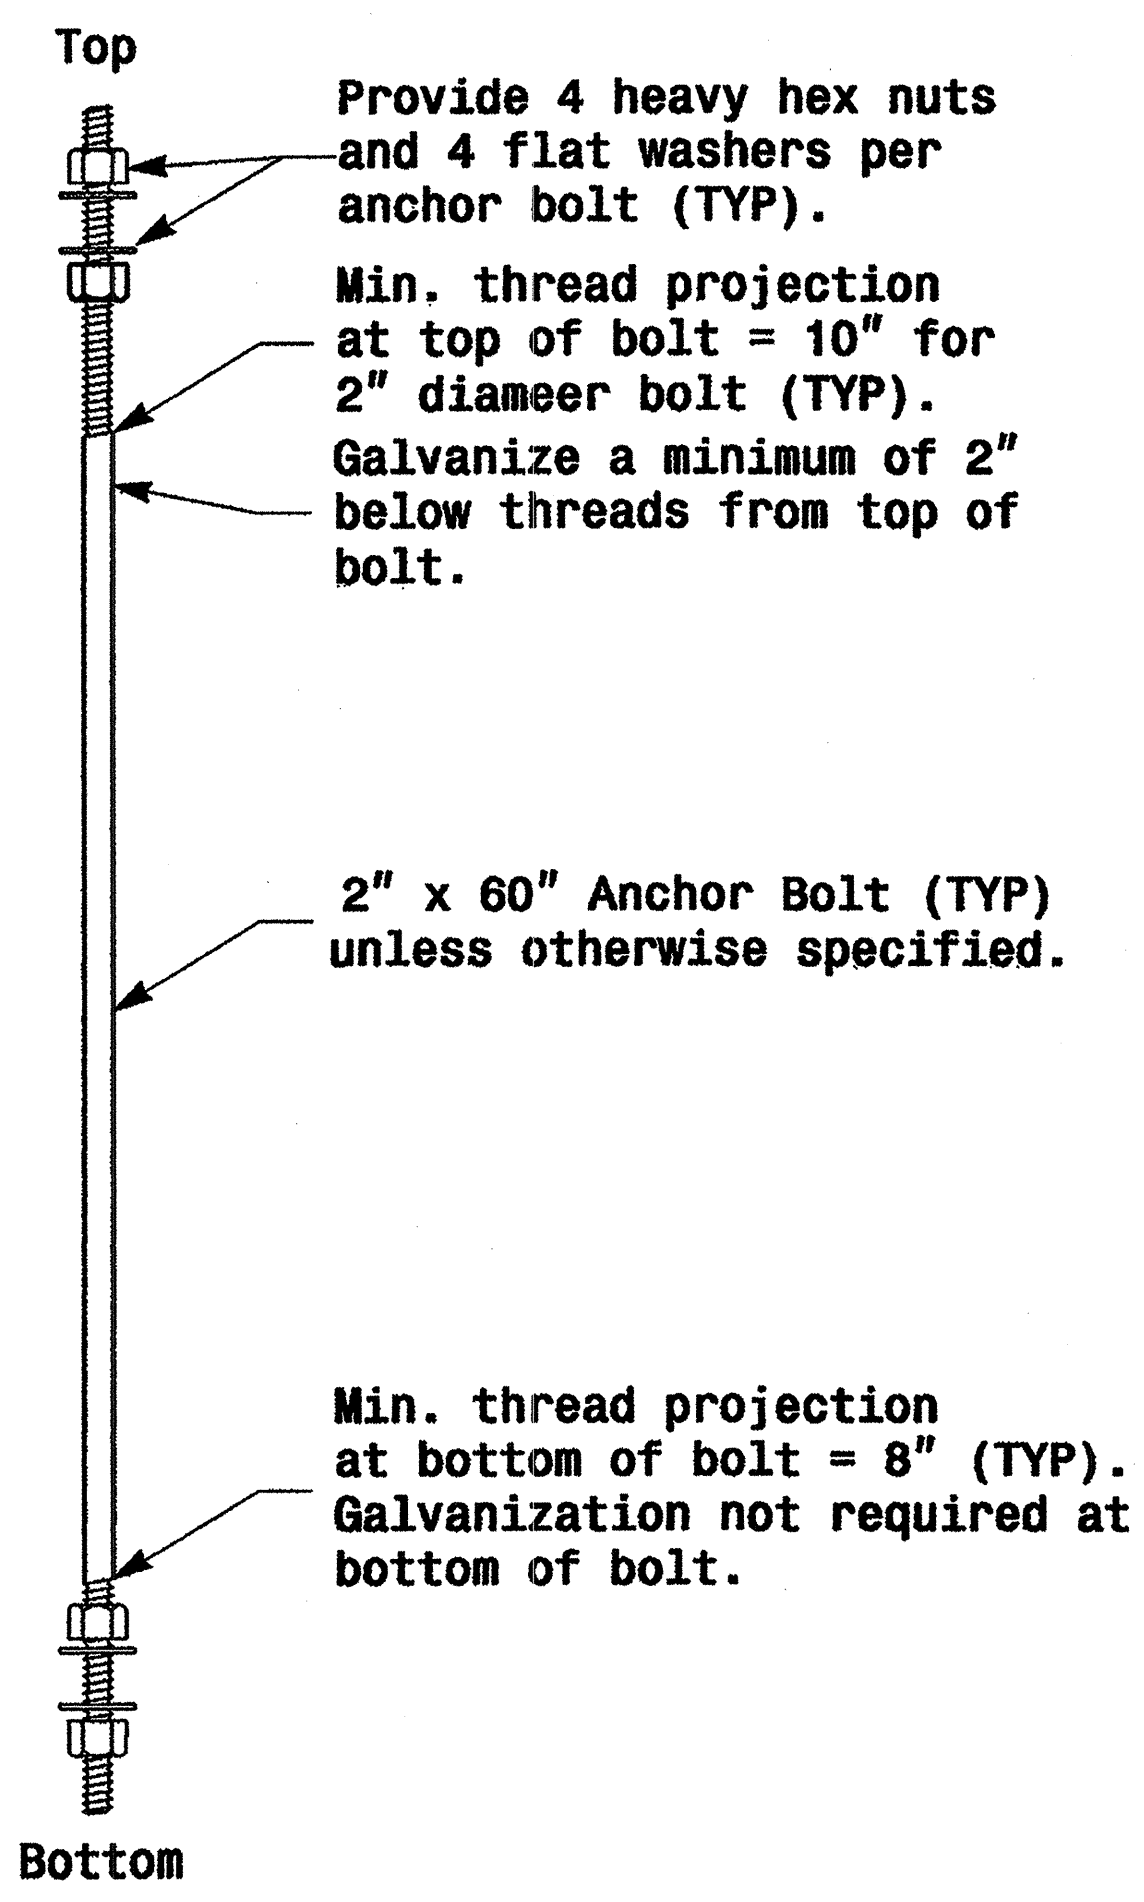 Top
Provide 4 heavy hex nuts
and 4 flat washers per
anchor bolt (TYP).
Min. thread projection
at top of bolt = 10" for
2" diameer bolt (TYP).
Galvanize a minimum of 2"
below threads from top of
bolt.
2" x 60" Anchor Bolt (TYP)
unless otherwise specified.
Min. thread projection
at bottom of bolt = 8" (TYP).
Galvanization not required at
bottom of bolt.
Bottom